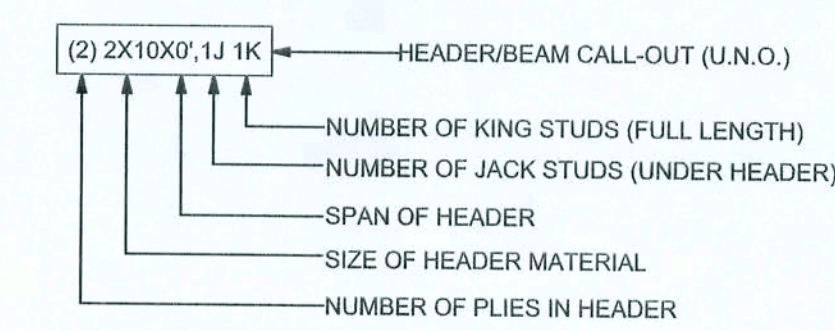 (2) 2X10X0',1J 1K
HEADER/BEAM CALL-OUT (U.N.O.)
NUMBER OF KING STUDS (FULL LENGTH)
NUMBER OF JACK STUDS (UNDER HEADER)
SPAN OF HEADER
SIZE OF HEADER MATERIAL
NUMBER OF PLIES IN HEADER